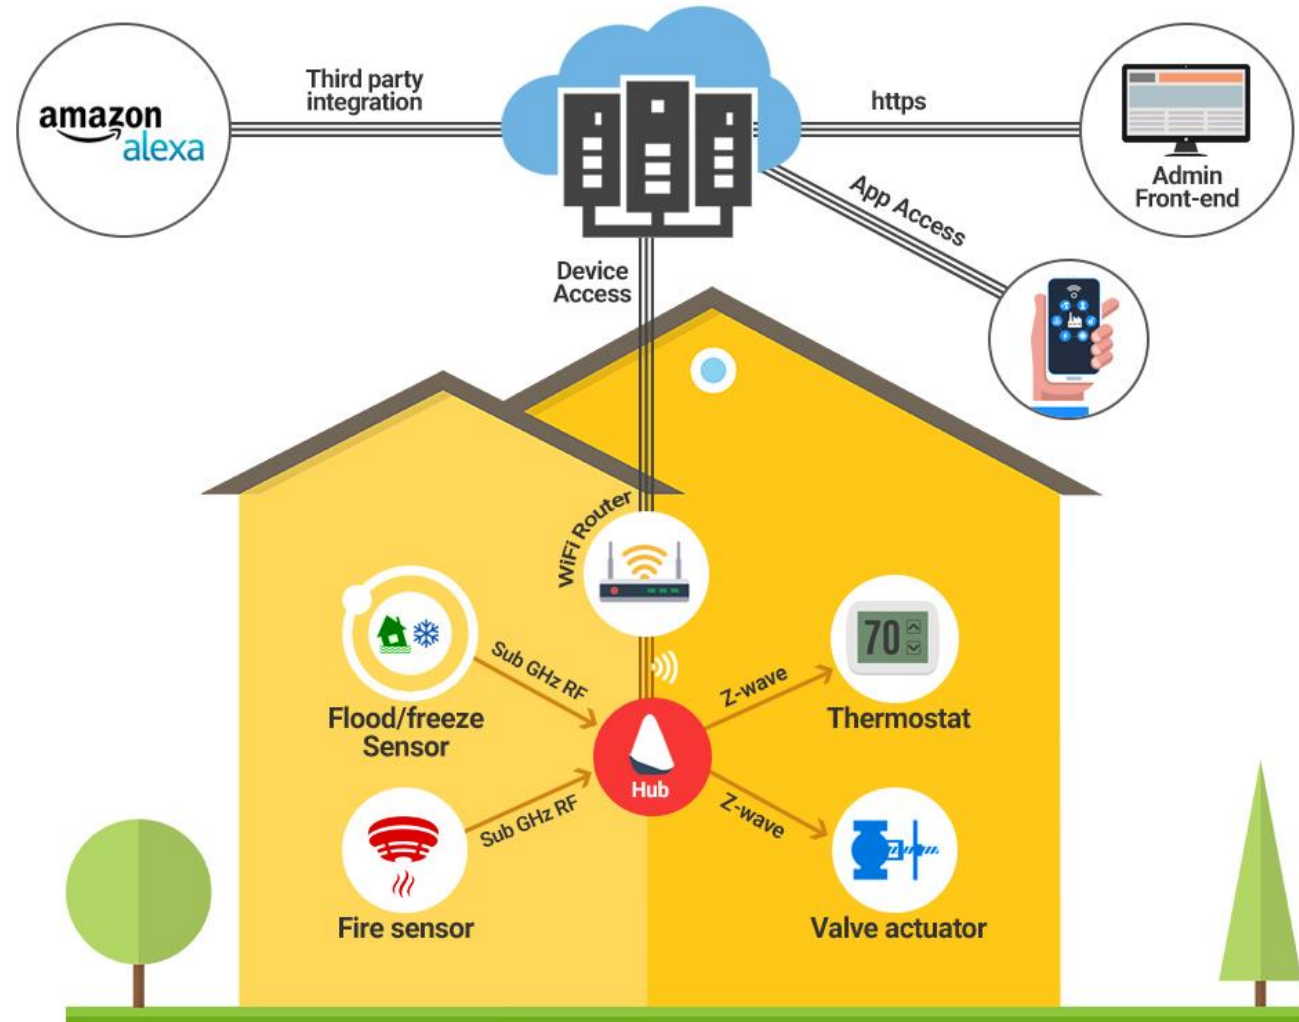 amazon
alexa
Third party
integration
https
Admin
Front-end
App Access
Device
Access
WiFi Router
Sub GHz RF
Flood/freeze
Sensor
Z-wave
70
Thermostat
Hub
Sub GHz RF
Fire sensor
Z-wave
Valve actuator